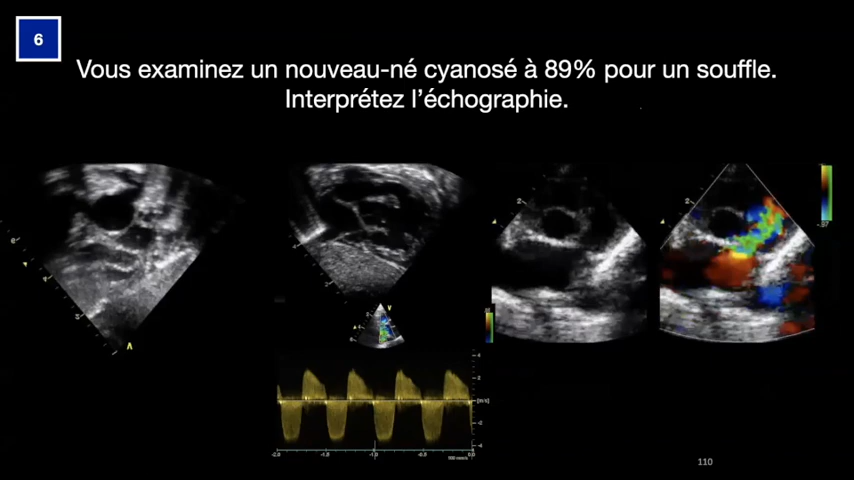 6
Vous examinez un nouveau-né cyanosé à 89% pour un souffle.
Interprétez l’échographie.
110